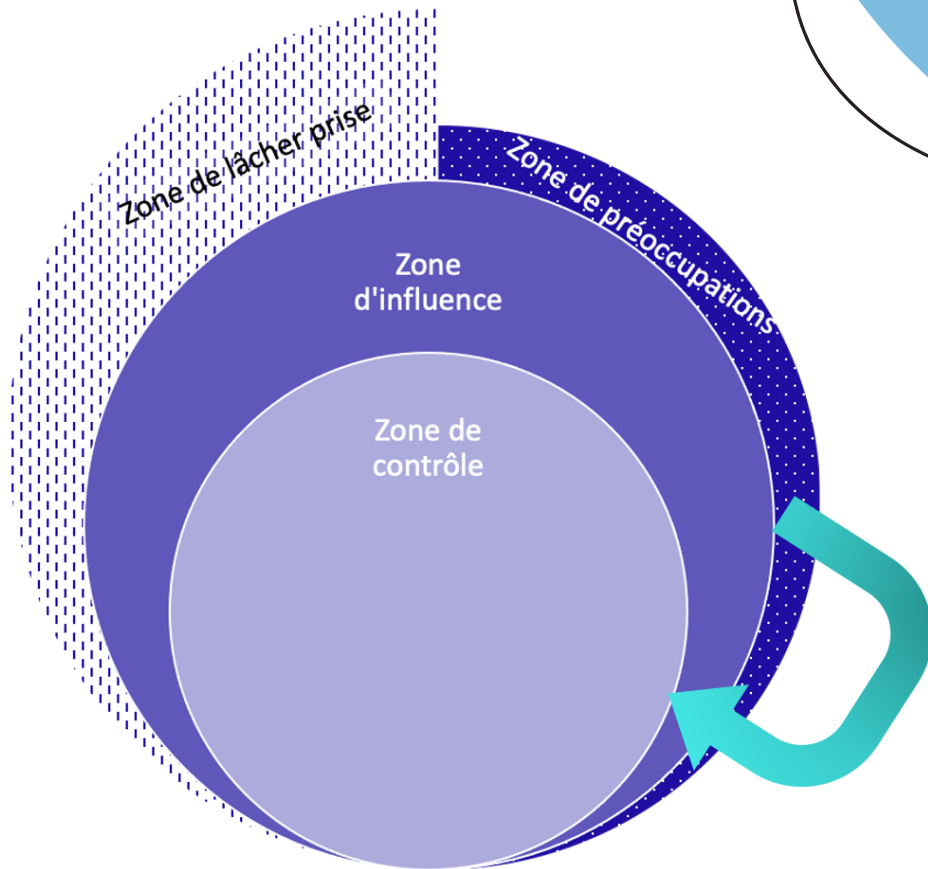 Zone de lâcher prise
Zone de préoccupations
Zone
d'influence
Zone de
contrôle